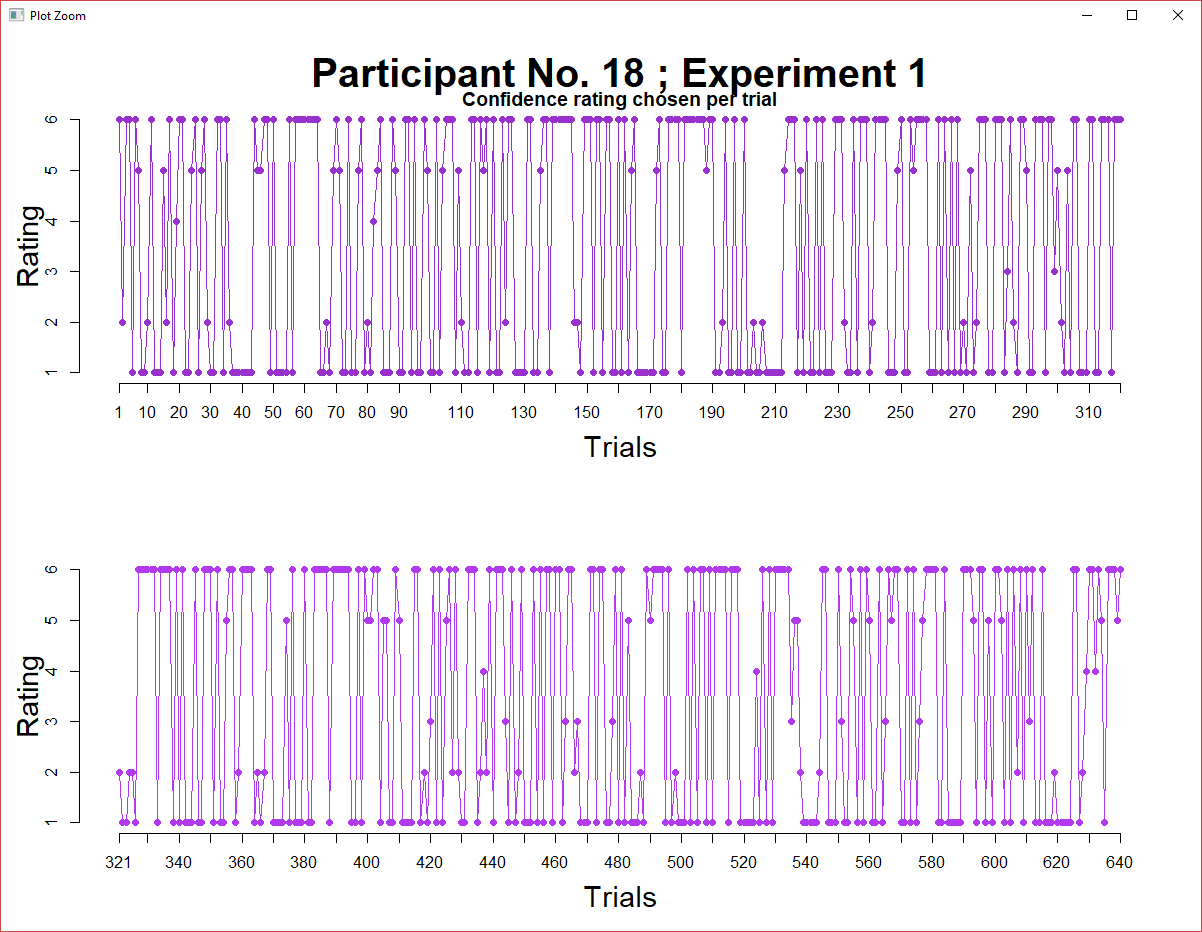 Plot Zoom
Participant No. 18 ; Experiment 1
Confidence rating chosen per trial
Rating
6
5
4
3
2
1
1 10 20 30 40 50 60 70 80 90 110 130 150 170 190 210 230 250 270 290 310
Trials
Rating
6
5
4
3
2
1
321 340 360 380 400 420 440 460 480 500 520 540 560 580 600 620 640
Trials